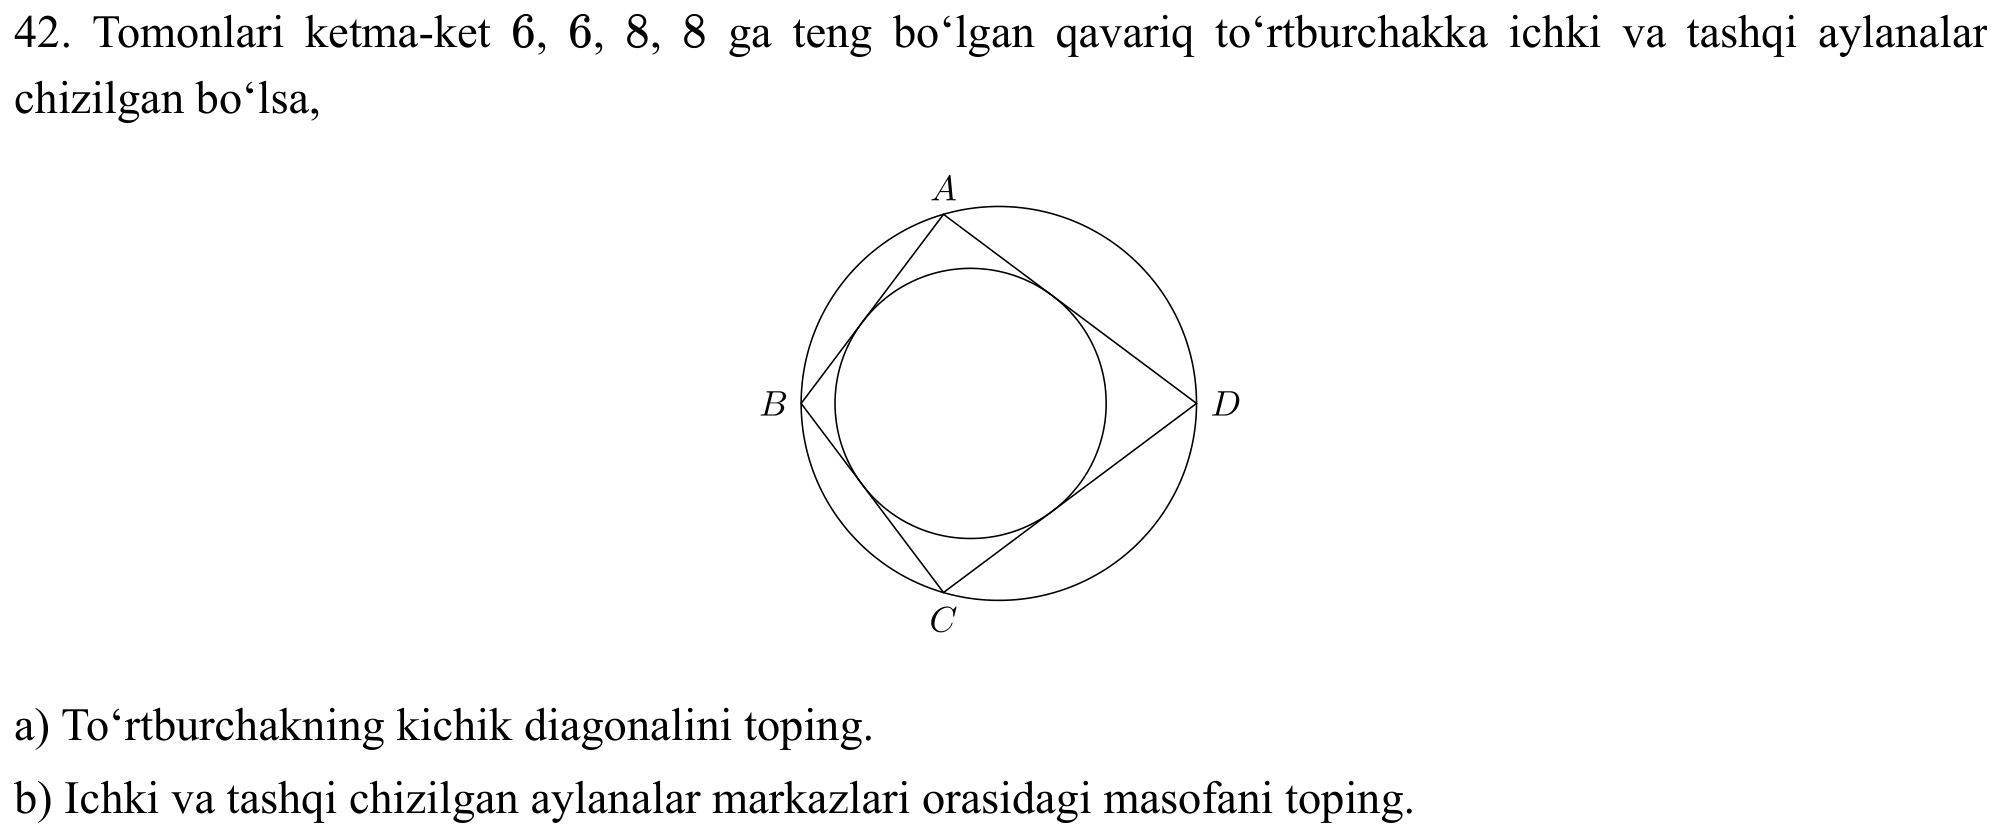 42. Tomonlari ketma-ket 6, 6, 8, 8 ga teng bo‘lgan qavariq to‘rtburchakka ichki va tashqi aylanalar
chizilgan bo‘lsa,
A
B
D
C
a) To‘rtburchakning kichik diagonalini toping.
b) Ichki va tashqi chizilgan aylanalar markazlari orasidagi masofani toping.